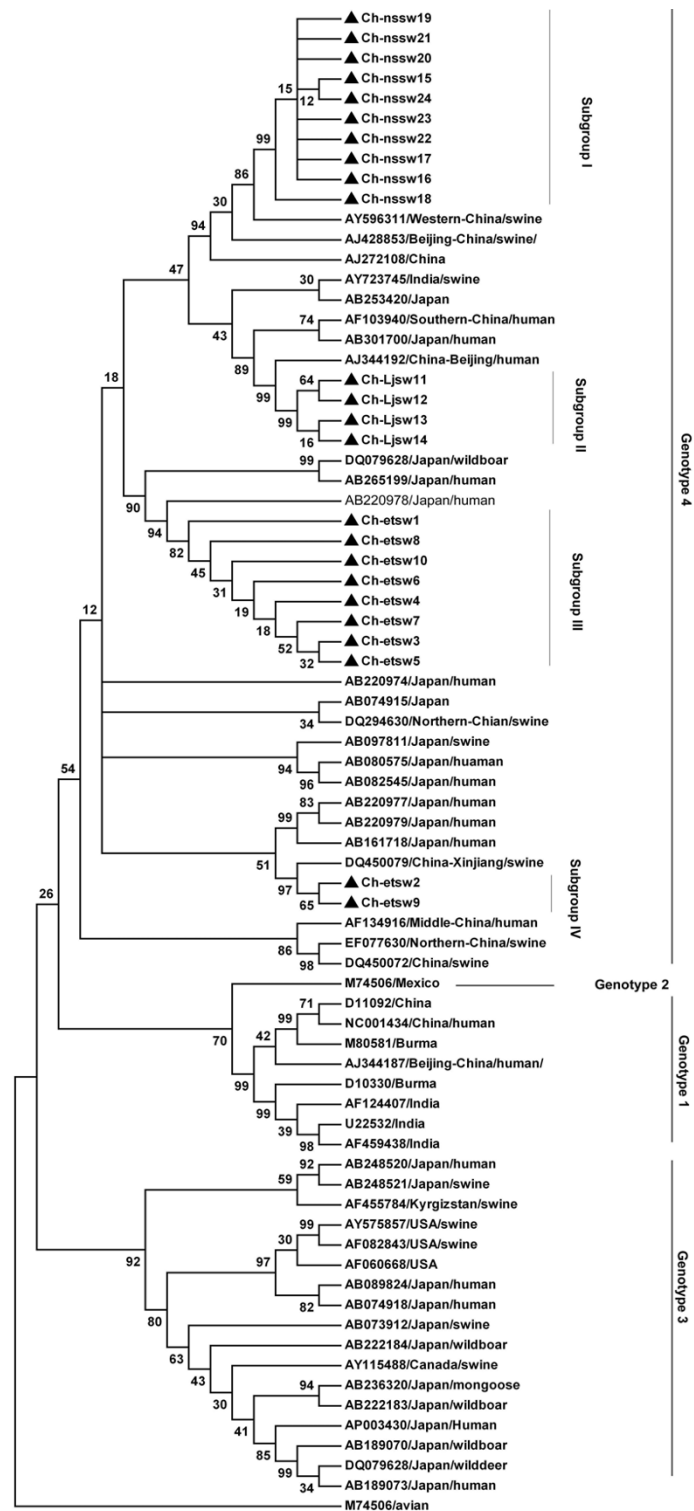 Ch-nssw19
Ch-nssw21
Ch-nssw20
Ch-nssw15
Ch-nssw24
Ch-nssw23
Ch-nssw22
Ch-nssw17
Ch-nssw16
Ch-nssw18
AY596311/Western-China/swine
AJ428853/Beijing-China/swine/
AJ272108/China
AY723745/India/swine
AB253420/Japan
AF103940/Southern-China/human
AB301700/Japan/human
AJ344192/China-Beijing/human
Ch-Ljsw11
Ch-Ljsw12
Ch-Ljsw13
Ch-Ljsw14
DQ079628/Japan/wildboar
AB265199/Japan/human
AB220978/Japan/human
Ch-etsw1
Ch-etsw8
Ch-etsw10
Ch-etsw6
Ch-etsw4
Ch-etsw7
Ch-etsw3
Ch-etsw5
AB220974/Japan/human
AB074915/Japan
DQ294630/Northern-Chian/swine
AB097811/Japan/swine
AB080575/Japan/huaman
AB082545/Japan/human
AB220977/Japan/human
AB220979/Japan/human
AB161718/Japan/human
DQ450079/China-Xinjiang/swine
Ch-etsw2
Ch-etsw9
AF134916/Middle-China/human
EF077630/Northern-China/swine
DQ450072/China/swine
M74506/Mexico
D11092/China
NC001434/China/human
M80581/Burma
AJ344187/Beijing-China/human/
D10330/Burma
AF124407/India
U22532/India
AF459438/India
AB248520/Japan/human
AB248521/Japan/swine
AF455784/Kyrgizstan/swine
AY575857/USA/swine
AF082843/USA/swine
AF060668/USA
AB089824/Japan/human
AB074918/Japan/human
AB073912/Japan/swine
AB222184/Japan/wildboar
AY115488/Canada/swine
AB236320/Japan/mongoose
AB222183/Japan/wildboar
AP003430/Japan/Human
AB189070/Japan/wildboar
DQ079628/Japan/wilddeer
AB189073/Japan/human
M74506/avian
Subgroup I
Subgroup II
Subgroup III
Subgroup IV
Genotype 4
Genotype 2
Genotype 1
Genotype 3
15
12
99
86
30
94
47
30
43
74
89
99
64
99
16
18
99
90
94
82
45
31
19
18
52
32
12
34
94
96
83
99
51
97
65
54
86
98
26
71
99
42
70
99
99
39
98
92
59
99
30
97
92
82
80
63
43
30
94
41
85
99
34